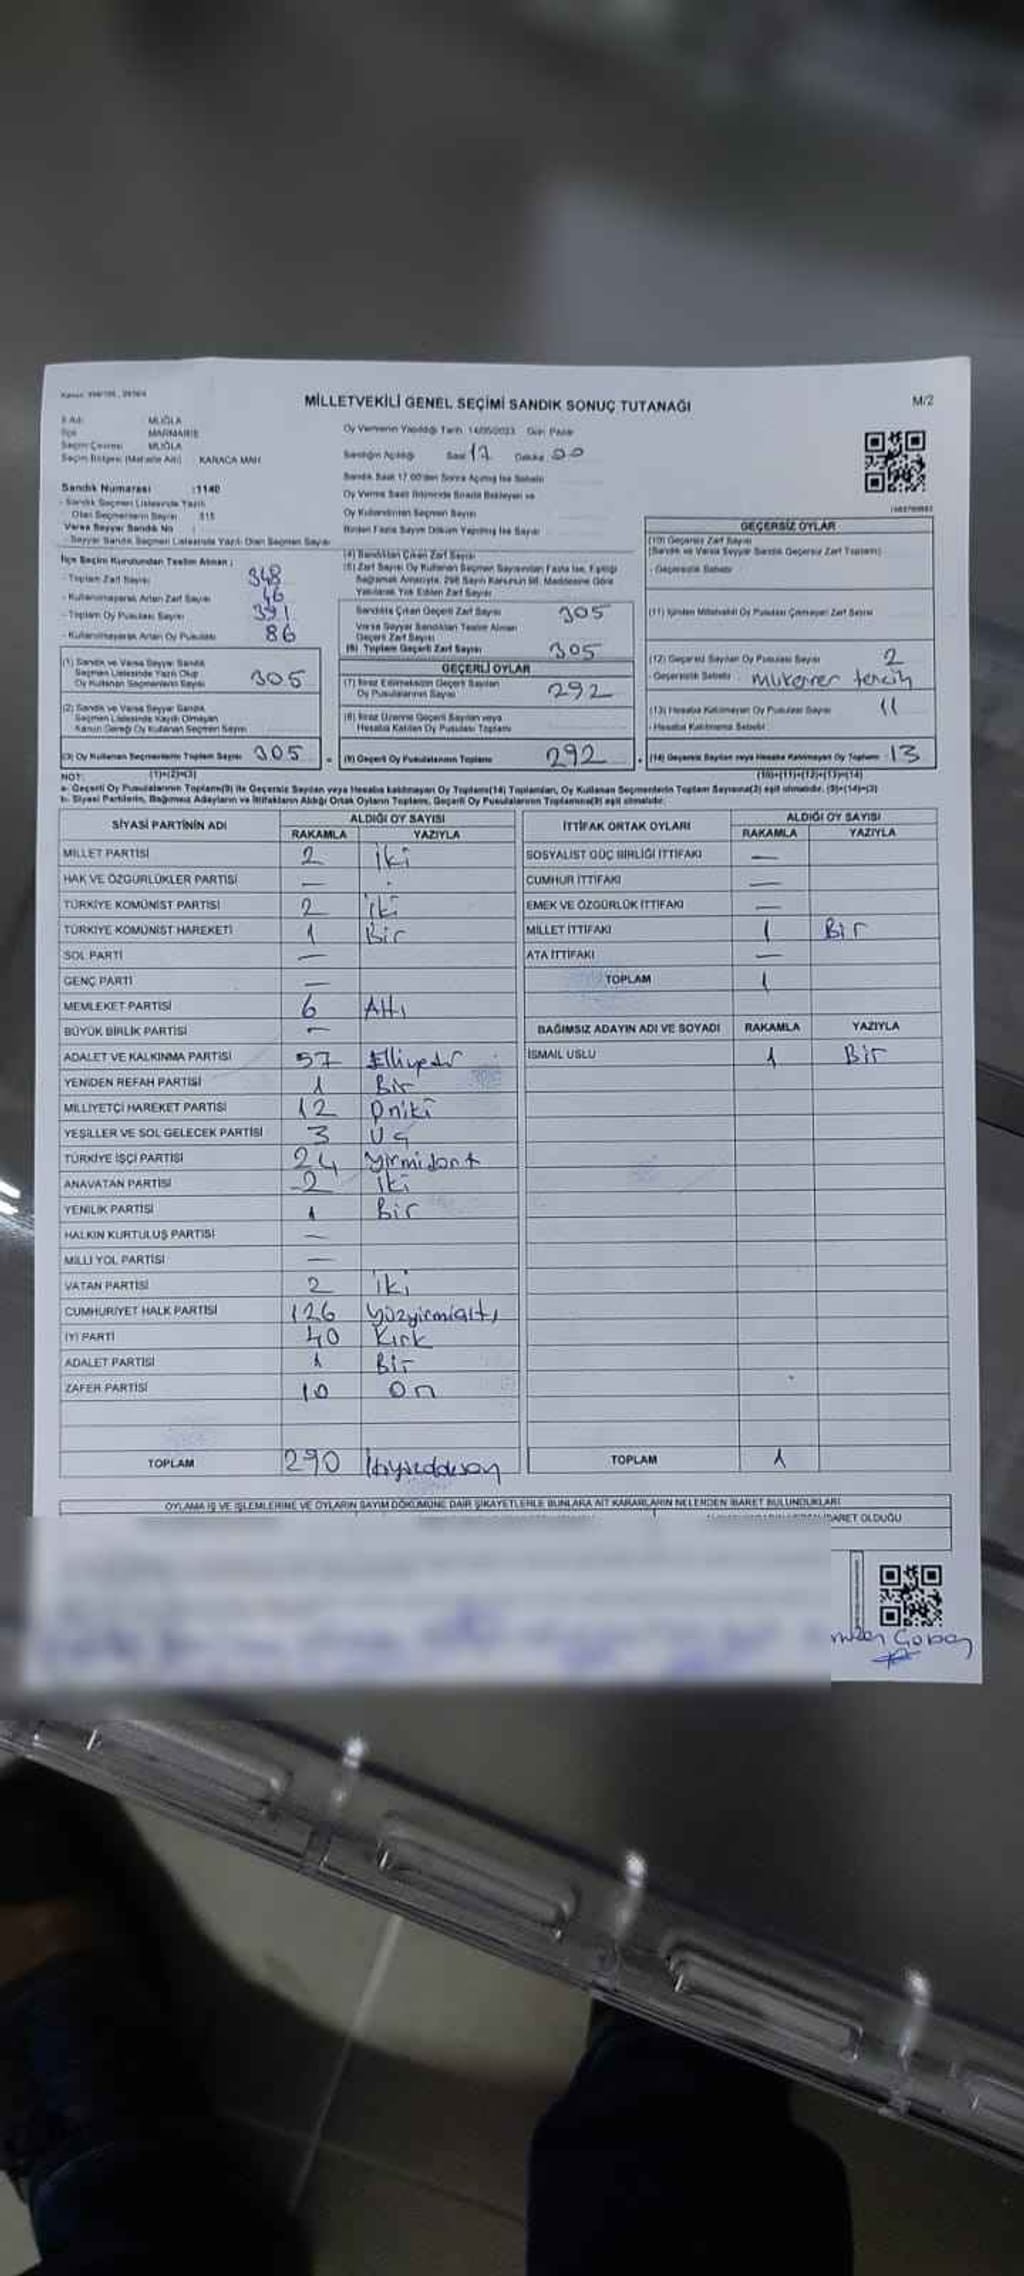 MİLLETVEKİLİ GENEL SEÇİMİ SANDIK SONUÇ TUTANAĞI
M/2
İl Adı: MUĞLA
İlçe MARMARİS
Seçim Çevresi MUĞLA
Seçim Bölgesi (Mahalle Adı) KARACA MAH.
Oy Vermenin Yapıldığı Tarih 14/05/2023 Gün Pazar
Sandığın Açıldığı Saat 17 Dakika 00
Sandık Saat 17.00'den Sonra Açılmış İse Sebebi
Oy Verme Saati Bitiminde Sırada Bekleyen ve
Oy Kullandırılan Seçmen Sayısı
Birden Fazla Sayım Döküm Yapılmış İse Sayısı
Sandık Numarası :1140
- Sandık Seçmen Listesinde Yazılı
Olan Seçmenlerin Sayısı 315
Varsa Seyyar Sandık No :
- Seyyar Sandık Seçmen Listesinde Yazılı Olan Seçmen Sayısı
İlçe Seçim Kurulundan Teslim Alınan :
- Toplam Zarf Sayısı 348
- Kullanılmayarak Artan Zarf Sayısı 46
- Toplam Oy Pusulası Sayısı 391
- Kullanılmayarak Artan Oy Pusulası 86
(1) Sandık ve Varsa Seyyar Sandık
Seçmen Listesinde Yazılı Olup
Oy Kullanan Seçmenlerin Sayısı 305
(2) Sandık ve Varsa Seyyar Sandık
Seçmen Listesinde Kayıtlı Olmayan
Kanun Gereği Oy Kullanan Seçmen Sayısı
(3) Oy Kullanan Seçmenlerin Toplam Sayısı 305
(1)+(2)=(3)
(4) Sandıktan Çıkan Zarf Sayısı
(5) Zarf Sayısı Oy Kullanan Seçmen Sayısından Fazla İse, Eşitliği
Sağlamak Amacıyla, 298 Sayılı Kanunun 98. Maddesine Göre
Yakılarak Yok Edilen Zarf Sayısı
Sandıkta Çıkan Geçerli Zarf Sayısı 305
Varsa Seyyar Sandıktan Teslim Alınan
Geçerli Zarf Sayısı
(6) Toplam Geçerli Zarf Sayısı 305
GEÇERLİ OYLAR
(7) İtiraz Edilmeksizin Geçerli Sayılan
Oy Pusulalarının Sayısı 292
(8) İtiraz Üzerine Geçerli Sayılan veya
Hesaba Katılan Oy Pusulası Toplamı
(9) Geçerli Oy Pusulalarının Toplamı 292
GEÇERSİZ OYLAR
(10) Geçersiz Zarf Sayısı
(Sandık ve Varsa Seyyar Sandık Geçersiz Zarf Toplamı)
- Geçersizlik Sebebi
(11) İçinden Milletvekili Oy Pusulası Çıkmayan Zarf Sayısı
(12) Geçersiz Sayılan Oy Pusulası Sayısı 2
- Geçersizlik Sebebi mükerrer tercih
(13) Hesaba Katılmayan Oy Pusulası Sayısı 11
- Hesaba Katılmama Sebebi
(14) Geçersiz Sayılan veya Hesaba Katılmayan Oy Toplamı 13
(10)+(11)+(12)+(13)=(14)
NOT:
a- Geçerli Oy Pusulalarının Toplamı(9) ile Geçersiz Sayılan veya Hesaba katılmayan Oy Toplamı(14) Toplamları, Oy Kullanan Seçmenlerin Toplam Sayısına(3) eşit olmalıdır. (9)+(14)=(3)
b- Siyasi Partilerin, Bağımsız Adayların ve İttifakların Aldığı Ortak Oyların Toplamı, Geçerli Oy Pusulalarının Toplamına(9) eşit olmalıdır.
SİYASİ PARTİNİN ADI ALDIĞI OY SAYISI
RAKAMLA YAZIYLA
MİLLET PARTİSİ 2 iki
HAK VE ÖZGÜRLÜKLER PARTİSİ —
TÜRKİYE KOMÜNİST PARTİSİ 2 iki
TÜRKİYE KOMÜNİST HAREKETİ 1 Bir
SOL PARTİ —
GENÇ PARTİ —
MEMLEKET PARTİSİ 6 Altı
BÜYÜK BİRLİK PARTİSİ —
ADALET VE KALKINMA PARTİSİ 57 Elliyedi
YENİDEN REFAH PARTİSİ 1 Bir
MİLLİYETÇİ HAREKET PARTİSİ 12 Oniki
YEŞİLLER VE SOL GELECEK PARTİSİ 3 Üç
TÜRKİYE İŞÇİ PARTİSİ 24 yirmidört
ANAVATAN PARTİSİ 2 iki
YENİLİK PARTİSİ 1 Bir
HALKIN KURTULUŞ PARTİSİ —
MİLLİ YOL PARTİSİ —
VATAN PARTİSİ 2 iki
CUMHURİYET HALK PARTİSİ 126 yüzyirmialtı
İYİ PARTİ 40 Kırk
ADALET PARTİSİ 1 Bir
ZAFER PARTİSİ 10 On
TOPLAM 290
İTTİFAK ORTAK OYLARI ALDIĞI OY SAYISI
RAKAMLA YAZIYLA
SOSYALİST GÜÇ BİRLİĞİ İTTİFAKI —
CUMHUR İTTİFAKI —
EMEK VE ÖZGÜRLÜK İTTİFAKI —
MİLLET İTTİFAKI 1 Bir
ATA İTTİFAKI —
TOPLAM 1
BAĞIMSIZ ADAYIN ADI VE SOYADI RAKAMLA YAZIYLA
İSMAİL USLU 1 Bir
TOPLAM 1
OYLAMA İŞ VE İŞLEMLERİNE VE OYLARIN SAYIM DÖKÜMÜNE DAİR ŞİKAYETLERLE BUNLARA AİT KARARLARIN NELERDEN İBARET BULUNDUKLARI
OLDUĞU